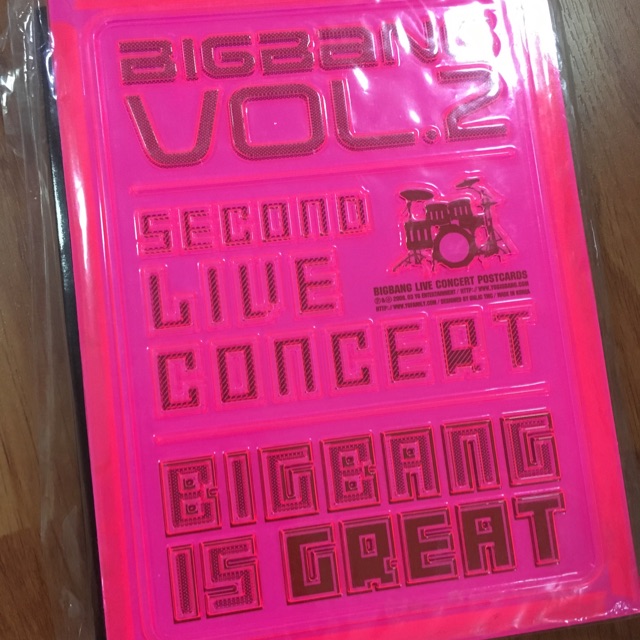 BIGBANG
VOL.2
SECOND
LIVE
CONCERT
BIGBANG LIVE CONCERT POSTCARDS
BIGBANG
IS GREAT